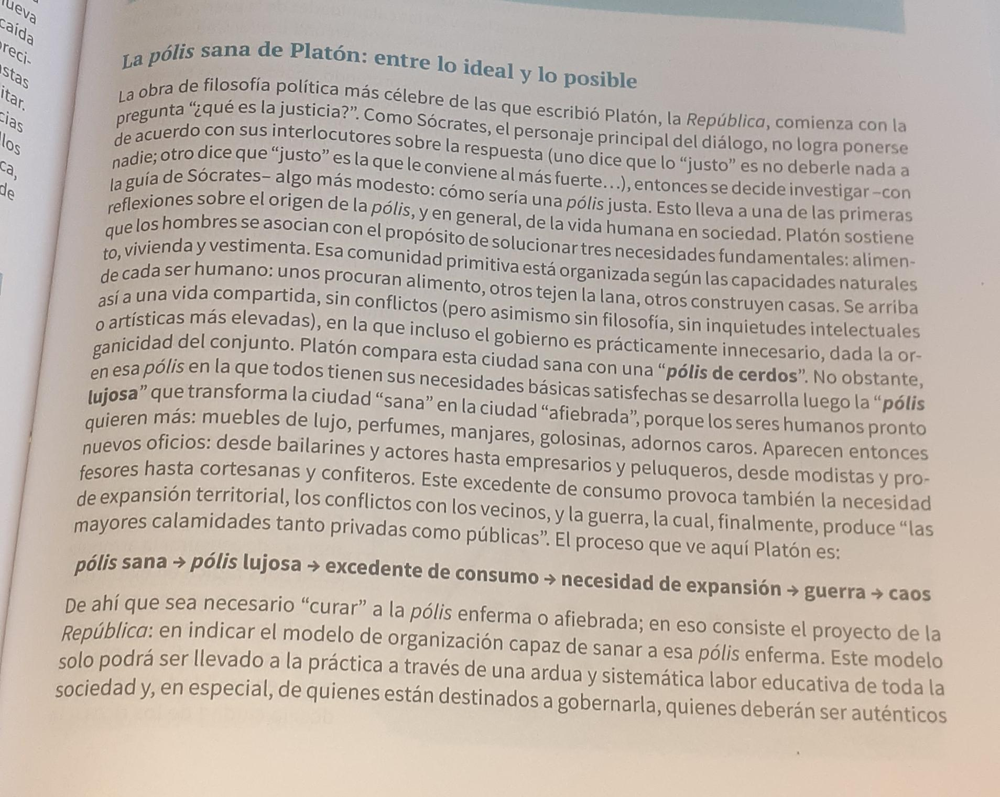 ueva
caída
reci-
stas
itar.
cias
los
ca,
de
La pólis sana de Platón: entre lo ideal y lo posible
La obra de filosofía política más célebre de las que escribió Platón, la República, comienza con la
pregunta “¿qué es la justicia?”. Como Sócrates, el personaje principal del diálogo, no logra ponerse
de acuerdo con sus interlocutores sobre la respuesta (uno dice que lo “justo” es no deberle nada a
nadie; otro dice que “justo” es la que le conviene al más fuerte…), entonces se decide investigar –con
la guía de Sócrates– algo más modesto: cómo sería una pólis justa. Esto lleva a una de las primeras
reflexiones sobre el origen de la pólis, y en general, de la vida humana en sociedad. Platón sostiene
que los hombres se asocian con el propósito de solucionar tres necesidades fundamentales: alimen-
to, vivienda y vestimenta. Esa comunidad primitiva está organizada según las capacidades naturales
de cada ser humano: unos procuran alimento, otros tejen la lana, otros construyen casas. Se arriba
así a una vida compartida, sin conflictos (pero asimismo sin filosofía, sin inquietudes intelectuales
o artísticas más elevadas), en la que incluso el gobierno es prácticamente innecesario, dada la or-
ganicidad del conjunto. Platón compara esta ciudad sana con una “pólis de cerdos”. No obstante,
en esa pólis en la que todos tienen sus necesidades básicas satisfechas se desarrolla luego la “pólis
lujosa” que transforma la ciudad “sana” en la ciudad “afiebrada”, porque los seres humanos pronto
quieren más: muebles de lujo, perfumes, manjares, golosinas, adornos caros. Aparecen entonces
nuevos oficios: desde bailarines y actores hasta empresarios y peluqueros, desde modistas y pro-
fesores hasta cortesanas y confiteros. Este excedente de consumo provoca también la necesidad
de expansión territorial, los conflictos con los vecinos, y la guerra, la cual, finalmente, produce “las
mayores calamidades tanto privadas como públicas”. El proceso que ve aquí Platón es:
pólis sana → pólis lujosa → excedente de consumo → necesidad de expansión → guerra → caos
De ahí que sea necesario “curar” a la pólis enferma o afiebrada; en eso consiste el proyecto de la
República: en indicar el modelo de organización capaz de sanar a esa pólis enferma. Este modelo
solo podrá ser llevado a la práctica a través de una ardua y sistemática labor educativa de toda la
sociedad y, en especial, de quienes están destinados a gobernarla, quienes deberán ser auténticos